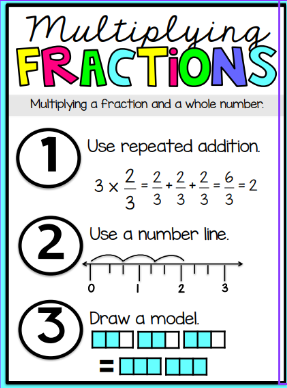 Multiplying
FRACTIONS
Multiplying a fraction and a whole number.
1
Use repeated addition.
3 × 2/3 = 2/3 + 2/3 + 2/3 = 6/3 = 2
2
Use a number line.
0 1 2 3
3
Draw a model.
=